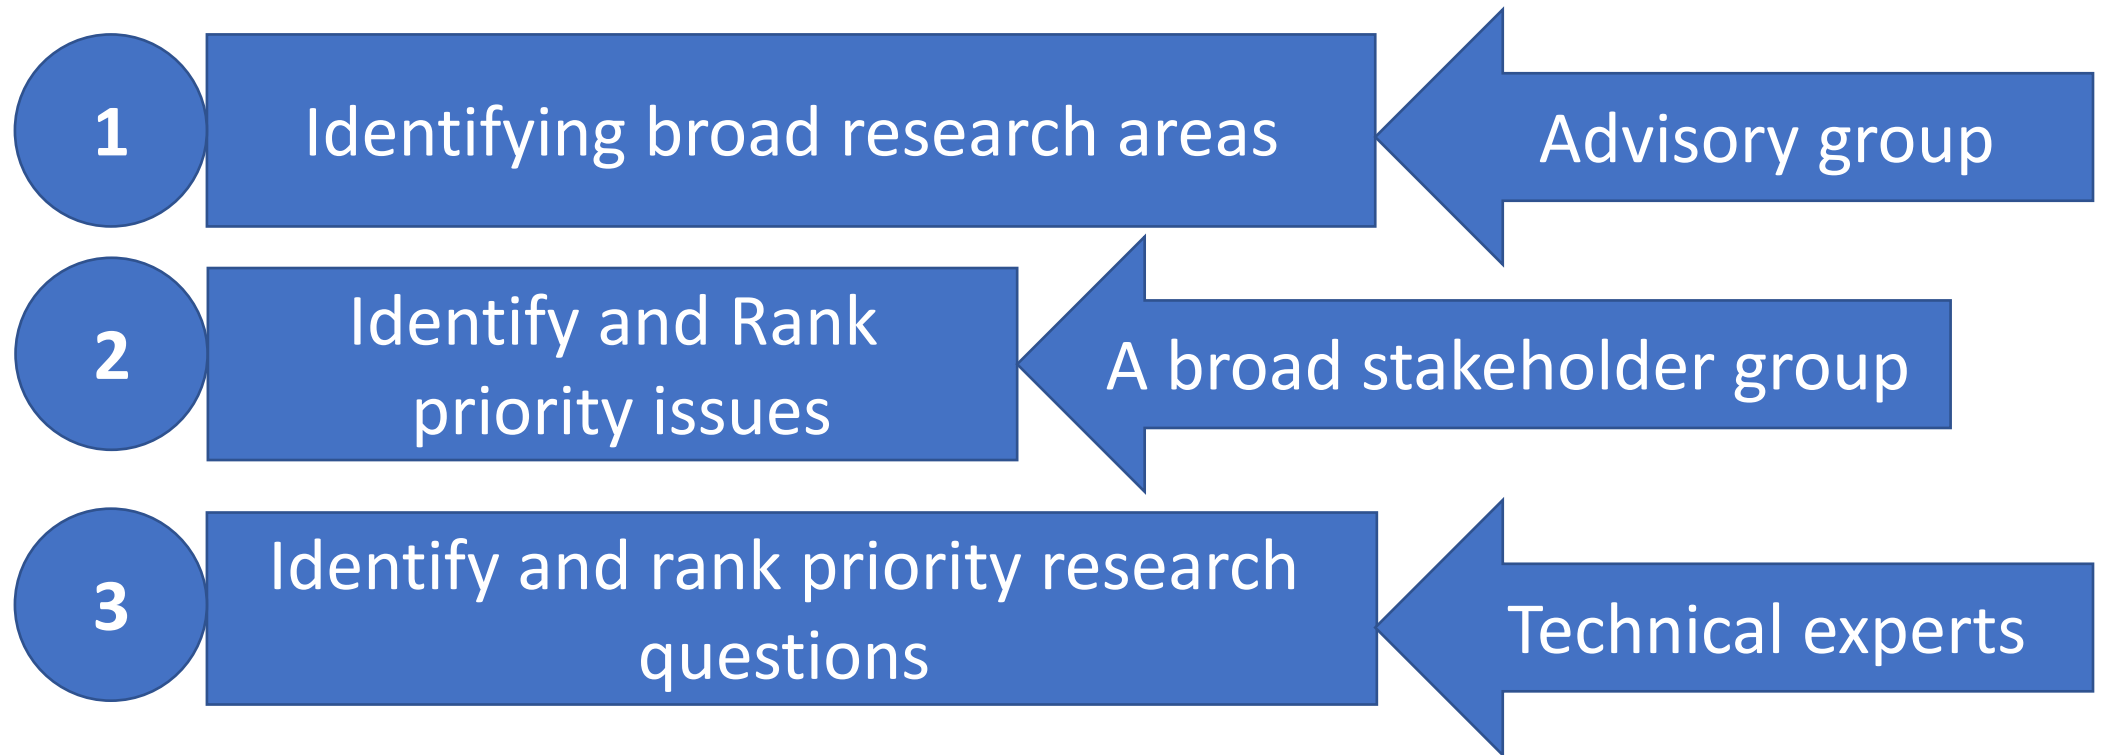 1
Identifying broad research areas
Advisory group
2
Identify and Rank
priority issues
A broad stakeholder group
3
Identify and rank priority research
questions
Technical experts